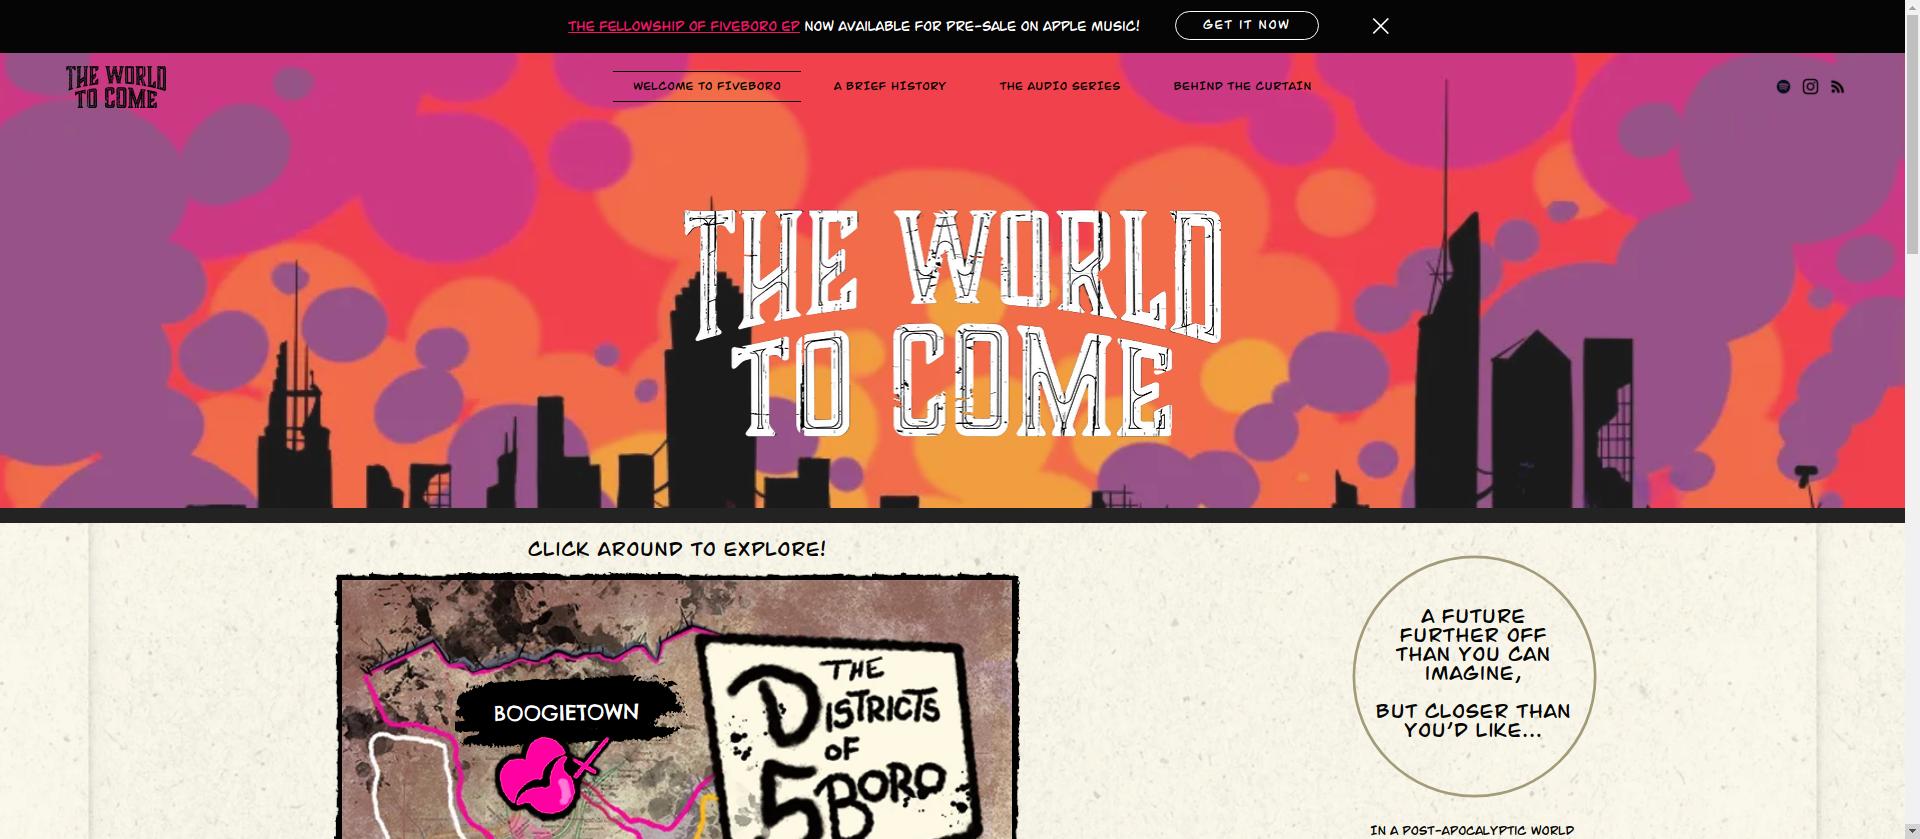 THE FELLOWSHIP OF FIVEBORO EP NOW AVAILABLE FOR PRE-SALE ON APPLE MUSIC!
GET IT NOW
THE WORLD
TO COME
WELCOME TO FIVEBORO
A BRIEF HISTORY
THE AUDIO SERIES
BEHIND THE CURTAIN
THE WORLD
TO COME
CLICK AROUND TO EXPLORE!
BOOGIETOWN
THE
DISTRICTS
OF
5BORO
A FUTURE
FURTHER OFF
THAN YOU CAN
IMAGINE,
BUT CLOSER THAN
YOU'D LIKE...
IN A POST-APOCALYPTIC WORLD